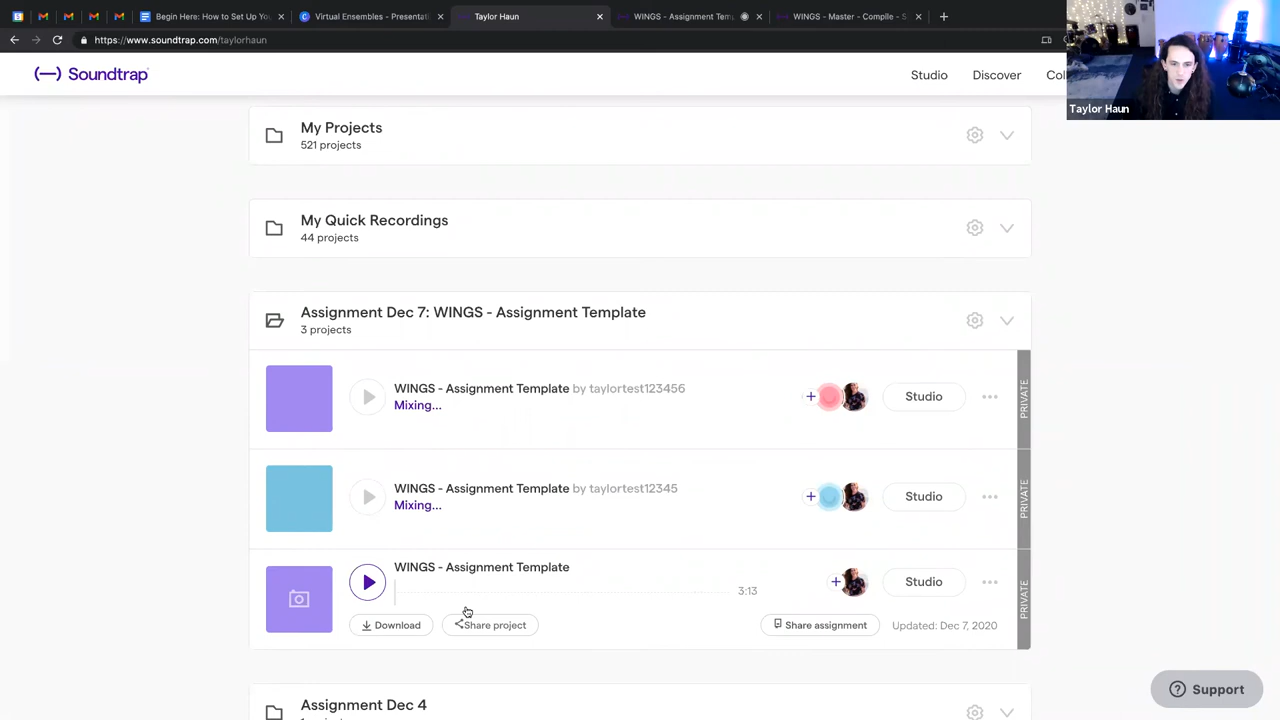 Begin Here: How to Set Up Yo
Virtual Ensembles - Presentati
Taylor Haun
WINGS - Assignment Temp
WINGS - Master - Compile - S
https://www.soundtrap.com/taylorhaun
Soundtrap
Studio
Discover
Col
Taylor Haun
My Projects
521 projects
My Quick Recordings
44 projects
Assignment Dec 7: WINGS - Assignment Template
3 projects
WINGS - Assignment Template by taylortest123456
Mixing...
Studio
PRIVATE
WINGS - Assignment Template by taylortest12345
Mixing...
Studio
PRIVATE
WINGS - Assignment Template
3:13
Studio
PRIVATE
Download
Share project
Share assignment
Updated: Dec 7, 2020
Assignment Dec 4
Support